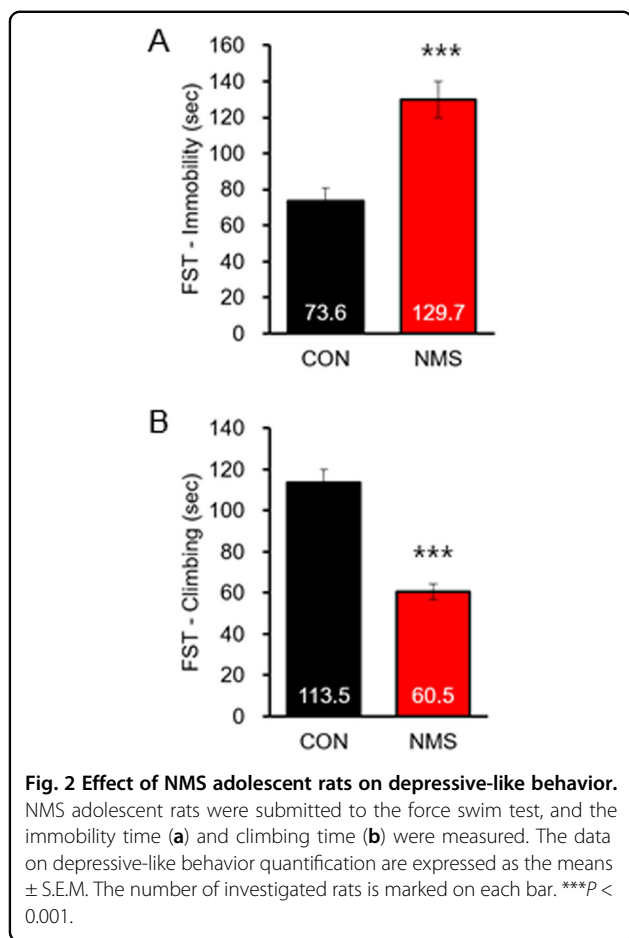 A
160
140
120
100
80
60
40
20
0
FST - Immobility (sec)
***
73.6
129.7
CON
NMS
B
140
120
100
80
60
40
20
0
FST - Climbing (sec)
***
113.5
60.5
CON
NMS
Fig. 2 Effect of NMS adolescent rats on depressive-like behavior.
NMS adolescent rats were submitted to the force swim test, and the
immobility time (a) and climbing time (b) were measured. The data
on depressive-like behavior quantification are expressed as the means
± S.E.M. The number of investigated rats is marked on each bar. ***P <
0.001.